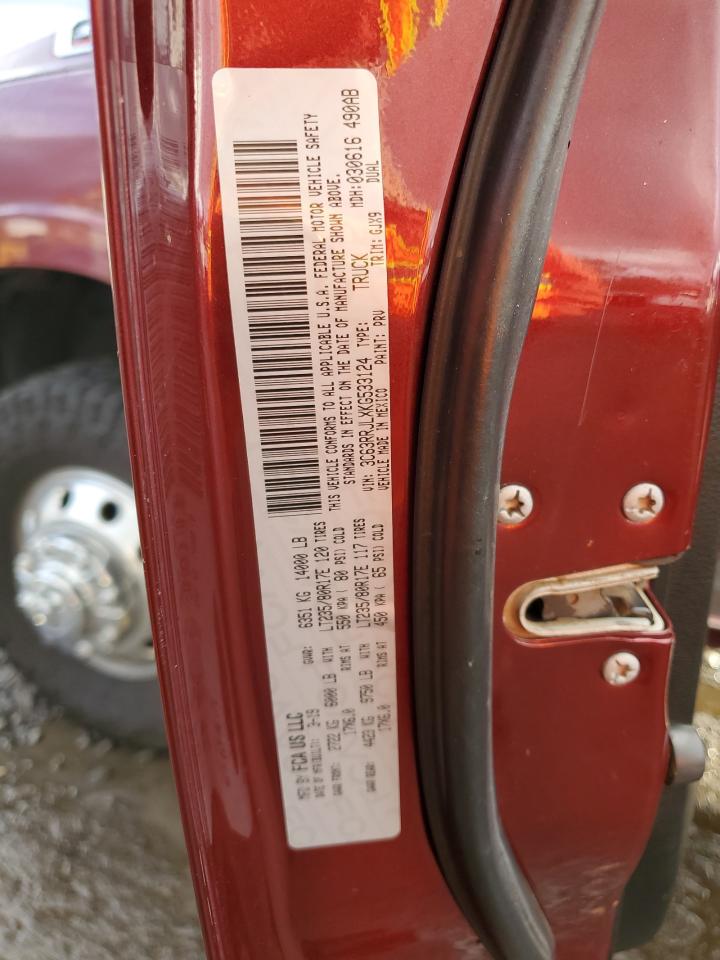 MFD BY: FCA US LLC
DATE OF MFR: 3-19 GVWR: 6351 KG 14000 LB
GAWR FRONT: 2722 KG 6000 LB WITH LT235/80R17E 120 TIRES
17X6.0 RIMS AT 550 KPA ( 80 PSI) COLD
GAWR REAR: 4423 KG 9750 LB WITH LT235/80R17E 117 TIRES
17X6.0 RIMS AT 450 KPA ( 65 PSI) COLD
THIS VEHICLE CONFORMS TO ALL APPLICABLE U.S.A. FEDERAL MOTOR VEHICLE SAFETY
STANDARDS IN EFFECT ON THE DATE OF MANUFACTURE SHOWN ABOVE.
VIN: 3C63RRJLXKG533124 TYPE: TRUCK MDH: 030616 490AB
VEHICLE MADE IN MEXICO PAINT: PRV TRIM: GJX9 DUAL